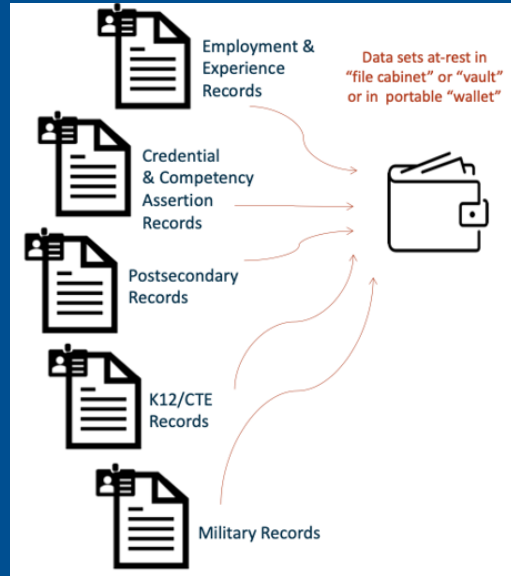 Employment &
Experience
Records
Data sets at-rest in
“file cabinet” or “vault”
or in portable “wallet”
Credential
& Competency
Assertion
Records
Postsecondary
Records
K12/CTE
Records
Military Records